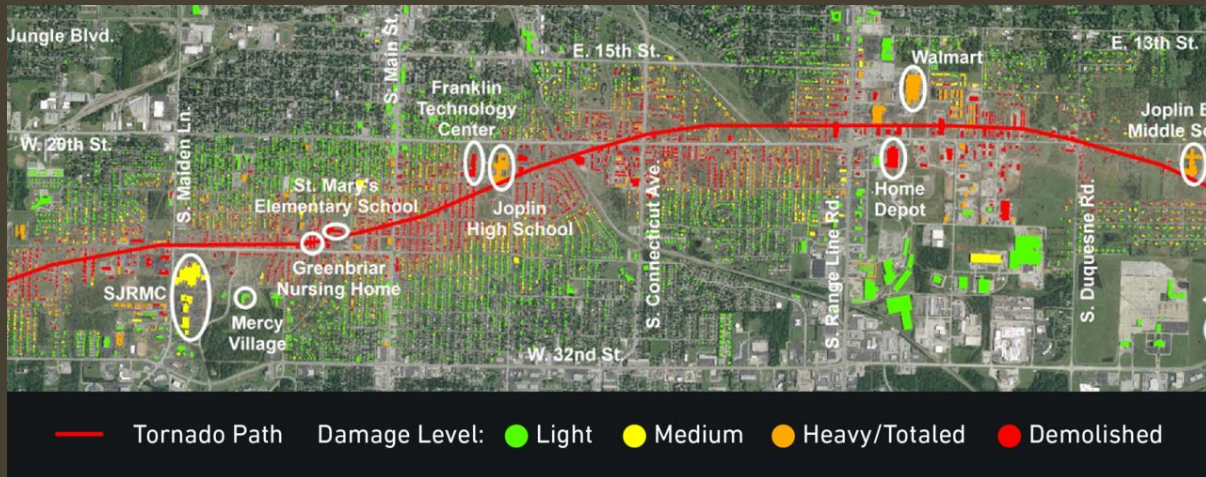 Jungle Blvd.
S. Main St.
E. 15th St.
E. 13th St.
Walmart
Franklin
Technology
Center
W. 20th St.
S. Maiden Ln.
Joplin E
Middle Sc
St. Mary's
Elementary School
Joplin
High School
Home
Depot
S. Connecticut Ave.
S. Range Line Rd.
S. Duquesne Rd.
Greenbriar
Nursing Home
SJRMC
Mercy
Village
W. 32nd St.
Tornado Path Damage Level: Light Medium Heavy/Totaled Demolished